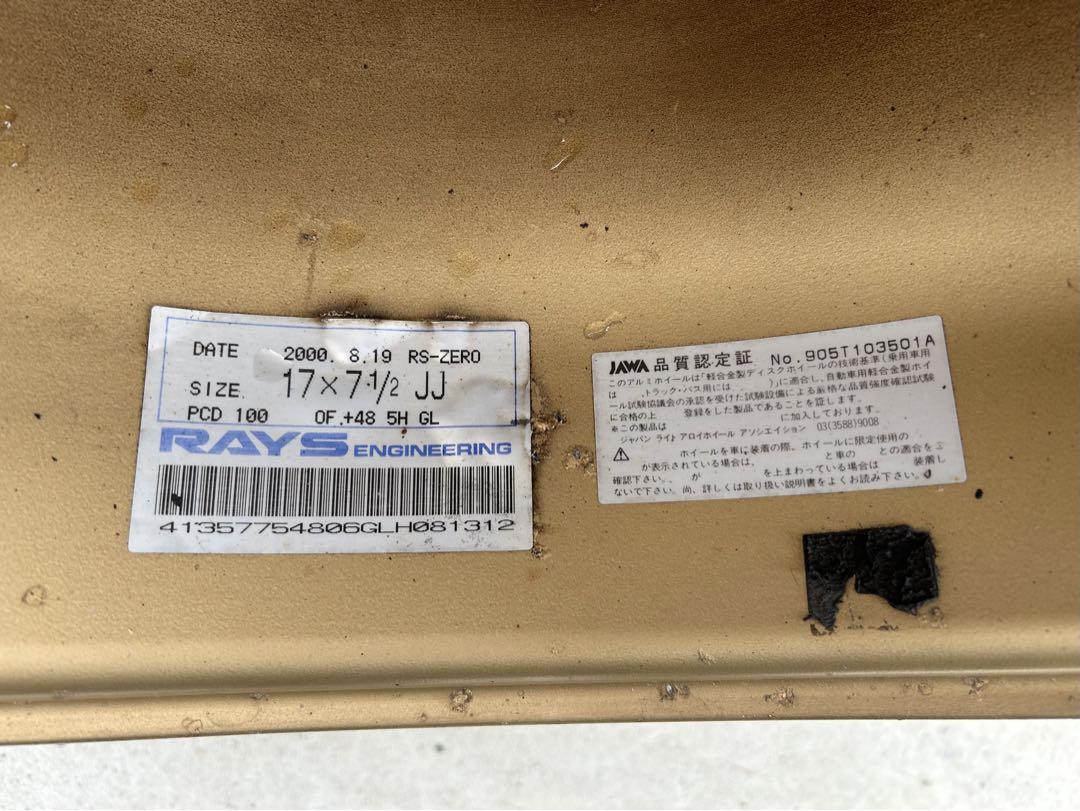 DATE 2000. 8.19 RS-ZERO
SIZE 17×7-1/2 JJ
PCD 100 OF.+48 5H GL
RAYS ENGINEERING
41357754806GLH081312
JAWA 品質認定証 No.905T103501A
このアルミホイールは「軽合金製ディスクホイールの技術基準(乗用車用
は ,トラック・バス用には )」に適合し、自動車用軽合金製ホイ
ール試験協議会の承認を受けた試験設備による厳格な品質強度確認試験
に合格の上 登録をした製品であることを証します。
※この製品は に加入しております。
ジャパン ライト アロイホイール アソシエイション 03(3588)9008
⚠ ホイールを車に装着の際、ホイールに限定使用の
が表示されている場合は、 と車の との適合を
確認下さい。、 が を上まわっている場合は 装着し
ないで下さい。尚、詳しくは取り扱い説明書をよくお読み下さい。